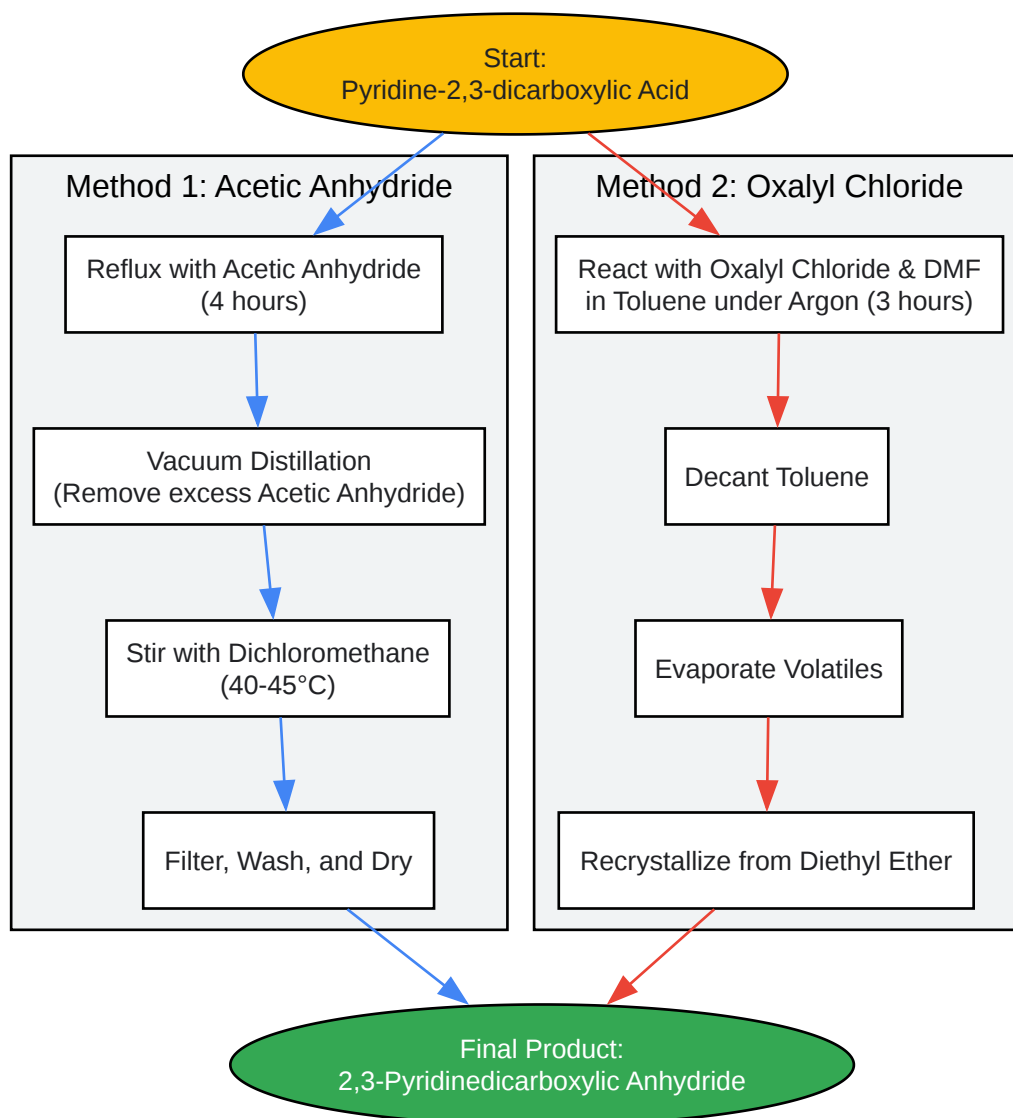 Start:
Pyridine-2,3-dicarboxylic Acid
Method 1: Acetic Anhydride
Reflux with Acetic Anhydride
(4 hours)
Vacuum Distillation
(Remove excess Acetic Anhydride)
Stir with Dichloromethane
(40-45°C)
Filter, Wash, and Dry
Method 2: Oxalyl Chloride
React with Oxalyl Chloride & DMF
in Toluene under Argon (3 hours)
Decant Toluene
Evaporate Volatiles
Recrystallize from Diethyl Ether
Final Product:
2,3-Pyridinedicarboxylic Anhydride